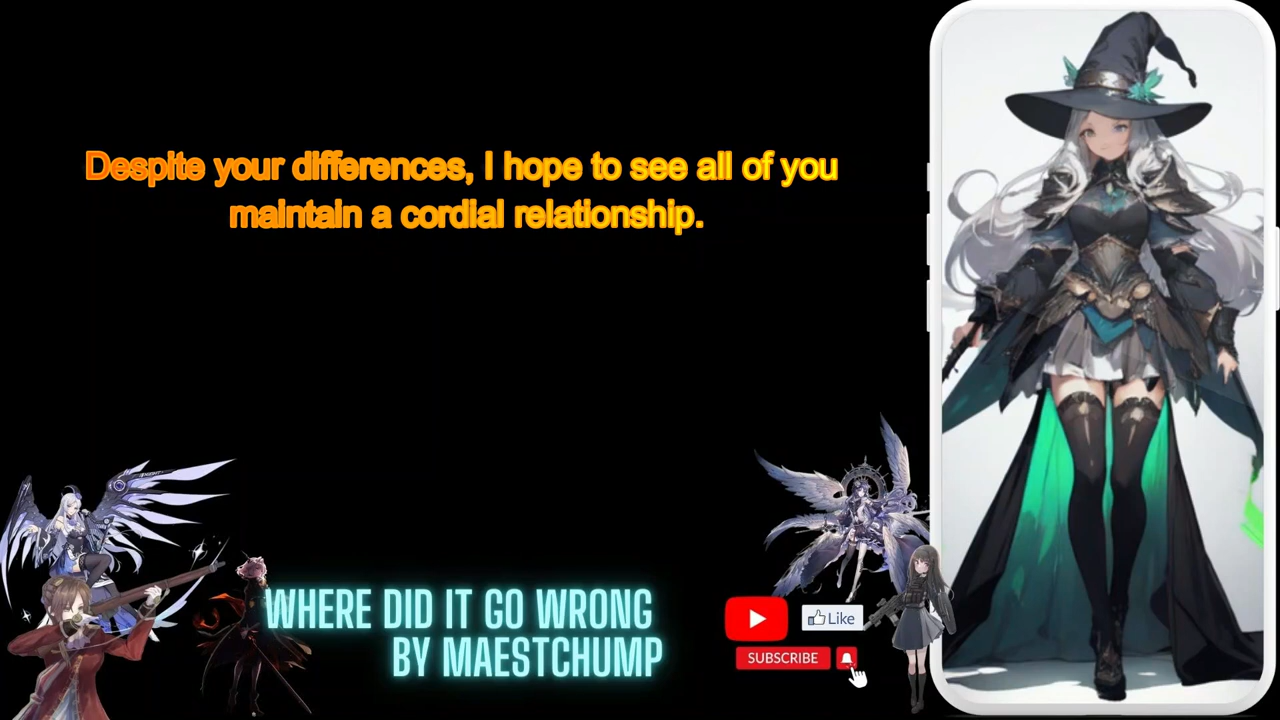 Despite your differences, I hope to see all of you
maintain a cordial relationship.
WHERE DID IT GO WRONG
BY MAESTCHUMP
Like
SUBSCRIBE